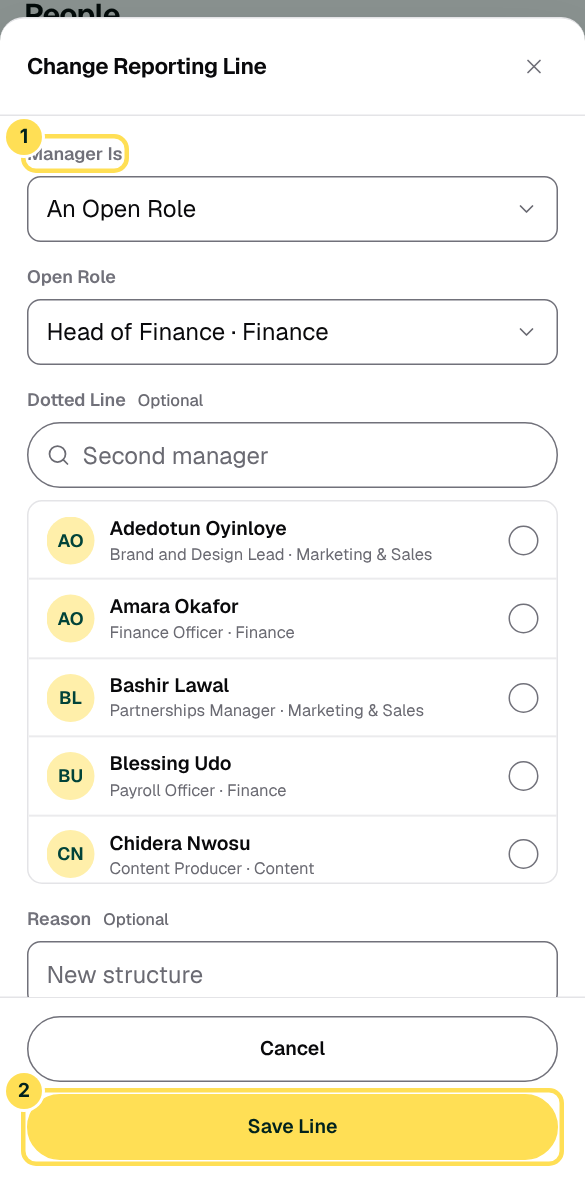 People
Change Reporting Line
1
Manager Is
An Open Role
Open Role
Head of Finance · Finance
Dotted Line Optional
Second manager
AO
Adedotun Oyinloye
Brand and Design Lead · Marketing & Sales
AO
Amara Okafor
Finance Officer · Finance
BL
Bashir Lawal
Partnerships Manager · Marketing & Sales
BU
Blessing Udo
Payroll Officer · Finance
CN
Chidera Nwosu
Content Producer · Content
Reason Optional
New structure
Cancel
2
Save Line